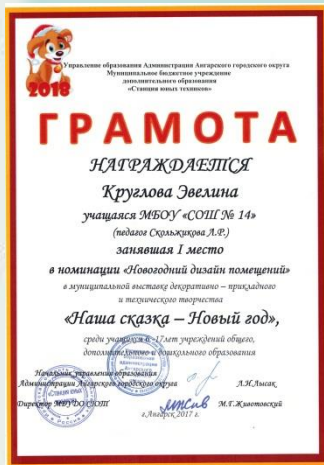 2018
Управление образования Администрации Ангарского городского округа
Муниципальное бюджетное учреждение
дополнительного образования
«Станция юных техников»
ГРАМОТА
НАГРАЖДАЕТСЯ
Круглова Эвелина
учащаяся МБОУ «СОШ № 14»
(педагог Скольжикова Л.Р.)
занявшая I место
в номинации «Новогодний дизайн помещений»
в муниципальной выставке декоративно – прикладного
и технического творчества
«Наша сказка – Новый год»,
среди учащихся 6 -17лет учреждений общего,
дополнительного и дошкольного образования
Начальник управления образования
Администрации Ангарского городского округа Л.И.Лысак
Директор МБУДО СЮТ М.Т.Животовский
г.Ангарск 2017 г.